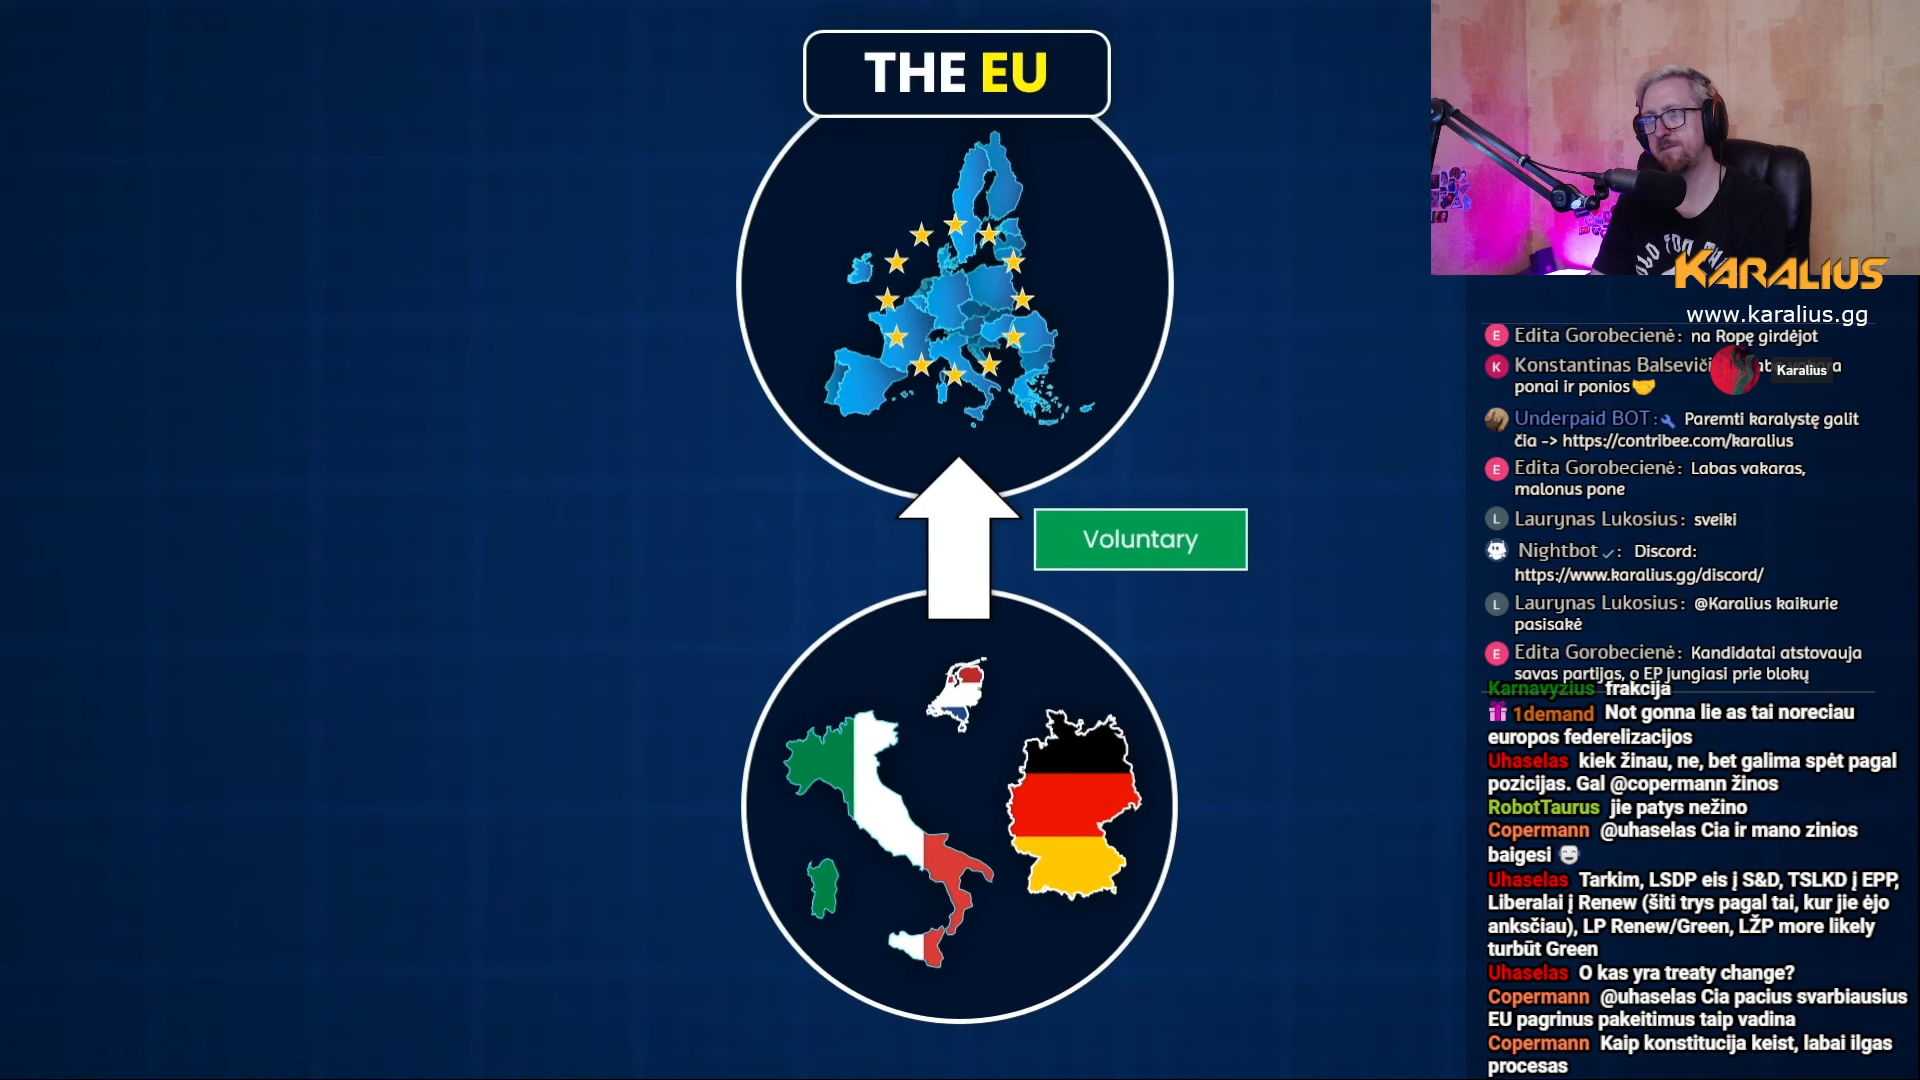 THE EU
Voluntary
KARALIUS
www.karalius.gg
E Edita Gorobecienė: na Ropę girdėjot
K Konstantinas Balseviči
ponai ir ponios
Karalius
Underpaid BOT: Paremti karalystę galit
čia -> https://contribee.com/karalius
E Edita Gorobecienė: Labas vakaras,
malonus pone
L Laurynas Lukosius: sveiki
Nightbot: Discord:
https://www.karalius.gg/discord/
L Laurynas Lukosius: @Karalius kaikurie
pasisakė
E Edita Gorobecienė: Kandidatai atstovauja
savas partijas, o EP jungiasi prie blokų
Karnavyzius frakcija
1demand Not gonna lie as tai noreciau
europos federelizacijos
Uhaselas kiek žinau, ne, bet galima spėt pagal
pozicijas. Gal @copermann žinos
RobotTaurus jie patys nežino
Copermann @uhaselas Cia ir mano zinios
baigesi
Uhaselas Tarkim, LSDP eis į S&D, TSLKD į EPP,
Liberalai į Renew (šiti trys pagal tai, kur jie ėjo
anksčiau), LP Renew/Green, LŽP more likely
turbūt Green
Uhaselas O kas yra treaty change?
Copermann @uhaselas Cia pacius svarbiausius
EU pagrinus pakeitimus taip vadina
Copermann Kaip konstitucija keist, labai ilgas
procesas